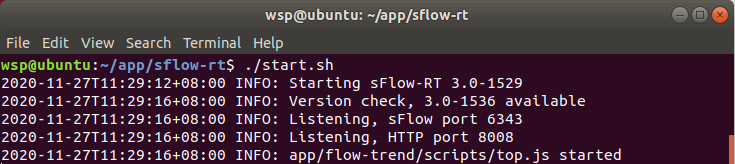 wsp@ubuntu: ~/app/sflow-rt
File Edit View Search Terminal Help
wsp@ubuntu:~/app/sflow-rt$ ./start.sh
2020-11-27T11:29:12+08:00 INFO: Starting sFlow-RT 3.0-1529
2020-11-27T11:29:16+08:00 INFO: Version check, 3.0-1536 available
2020-11-27T11:29:16+08:00 INFO: Listening, sFlow port 6343
2020-11-27T11:29:16+08:00 INFO: Listening, HTTP port 8008
2020-11-27T11:29:16+08:00 INFO: app/flow-trend/scripts/top.js started